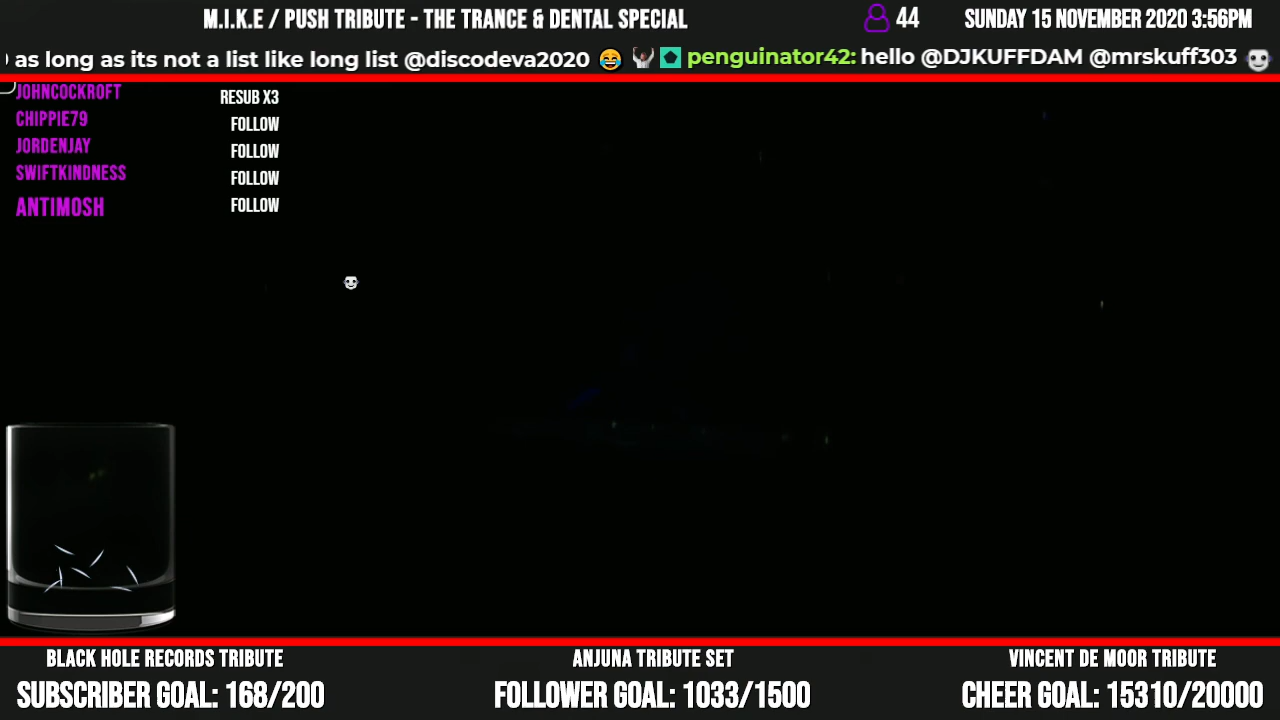 M.I.K.E / PUSH TRIBUTE - THE TRANCE & DENTAL SPECIAL
44
SUNDAY 15 NOVEMBER 2020 3:56PM
as long as its not a list like long list @discodeva2020 😂 penguinator42: hello @DJKUFFDAM @mrskuff303
JOHNCOCKROFT RESUB X3
CHIPPIE79 FOLLOW
JORDENJAY FOLLOW
SWIFTKINDNESS FOLLOW
ANTIMOSH FOLLOW
BLACK HOLE RECORDS TRIBUTE
SUBSCRIBER GOAL: 168/200
ANJUNA TRIBUTE SET
FOLLOWER GOAL: 1033/1500
VINCENT DE MOOR TRIBUTE
CHEER GOAL: 15310/20000